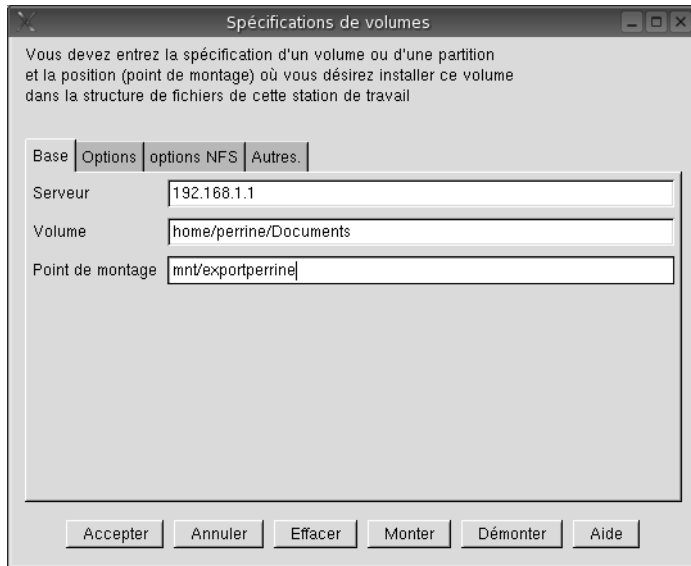 Spécifications de volumes
Vous devez entrez la spécification d'un volume ou d'une partition
et la position (point de montage) où vous désirez installer ce volume
dans la structure de fichiers de cette station de travail
Base Options options NFS Autres.
Serveur 192.168.1.1
Volume home/perrine/Documents
Point de montage mnt/exportperrine
Accepter Annuler Effacer Monter Démonter Aide